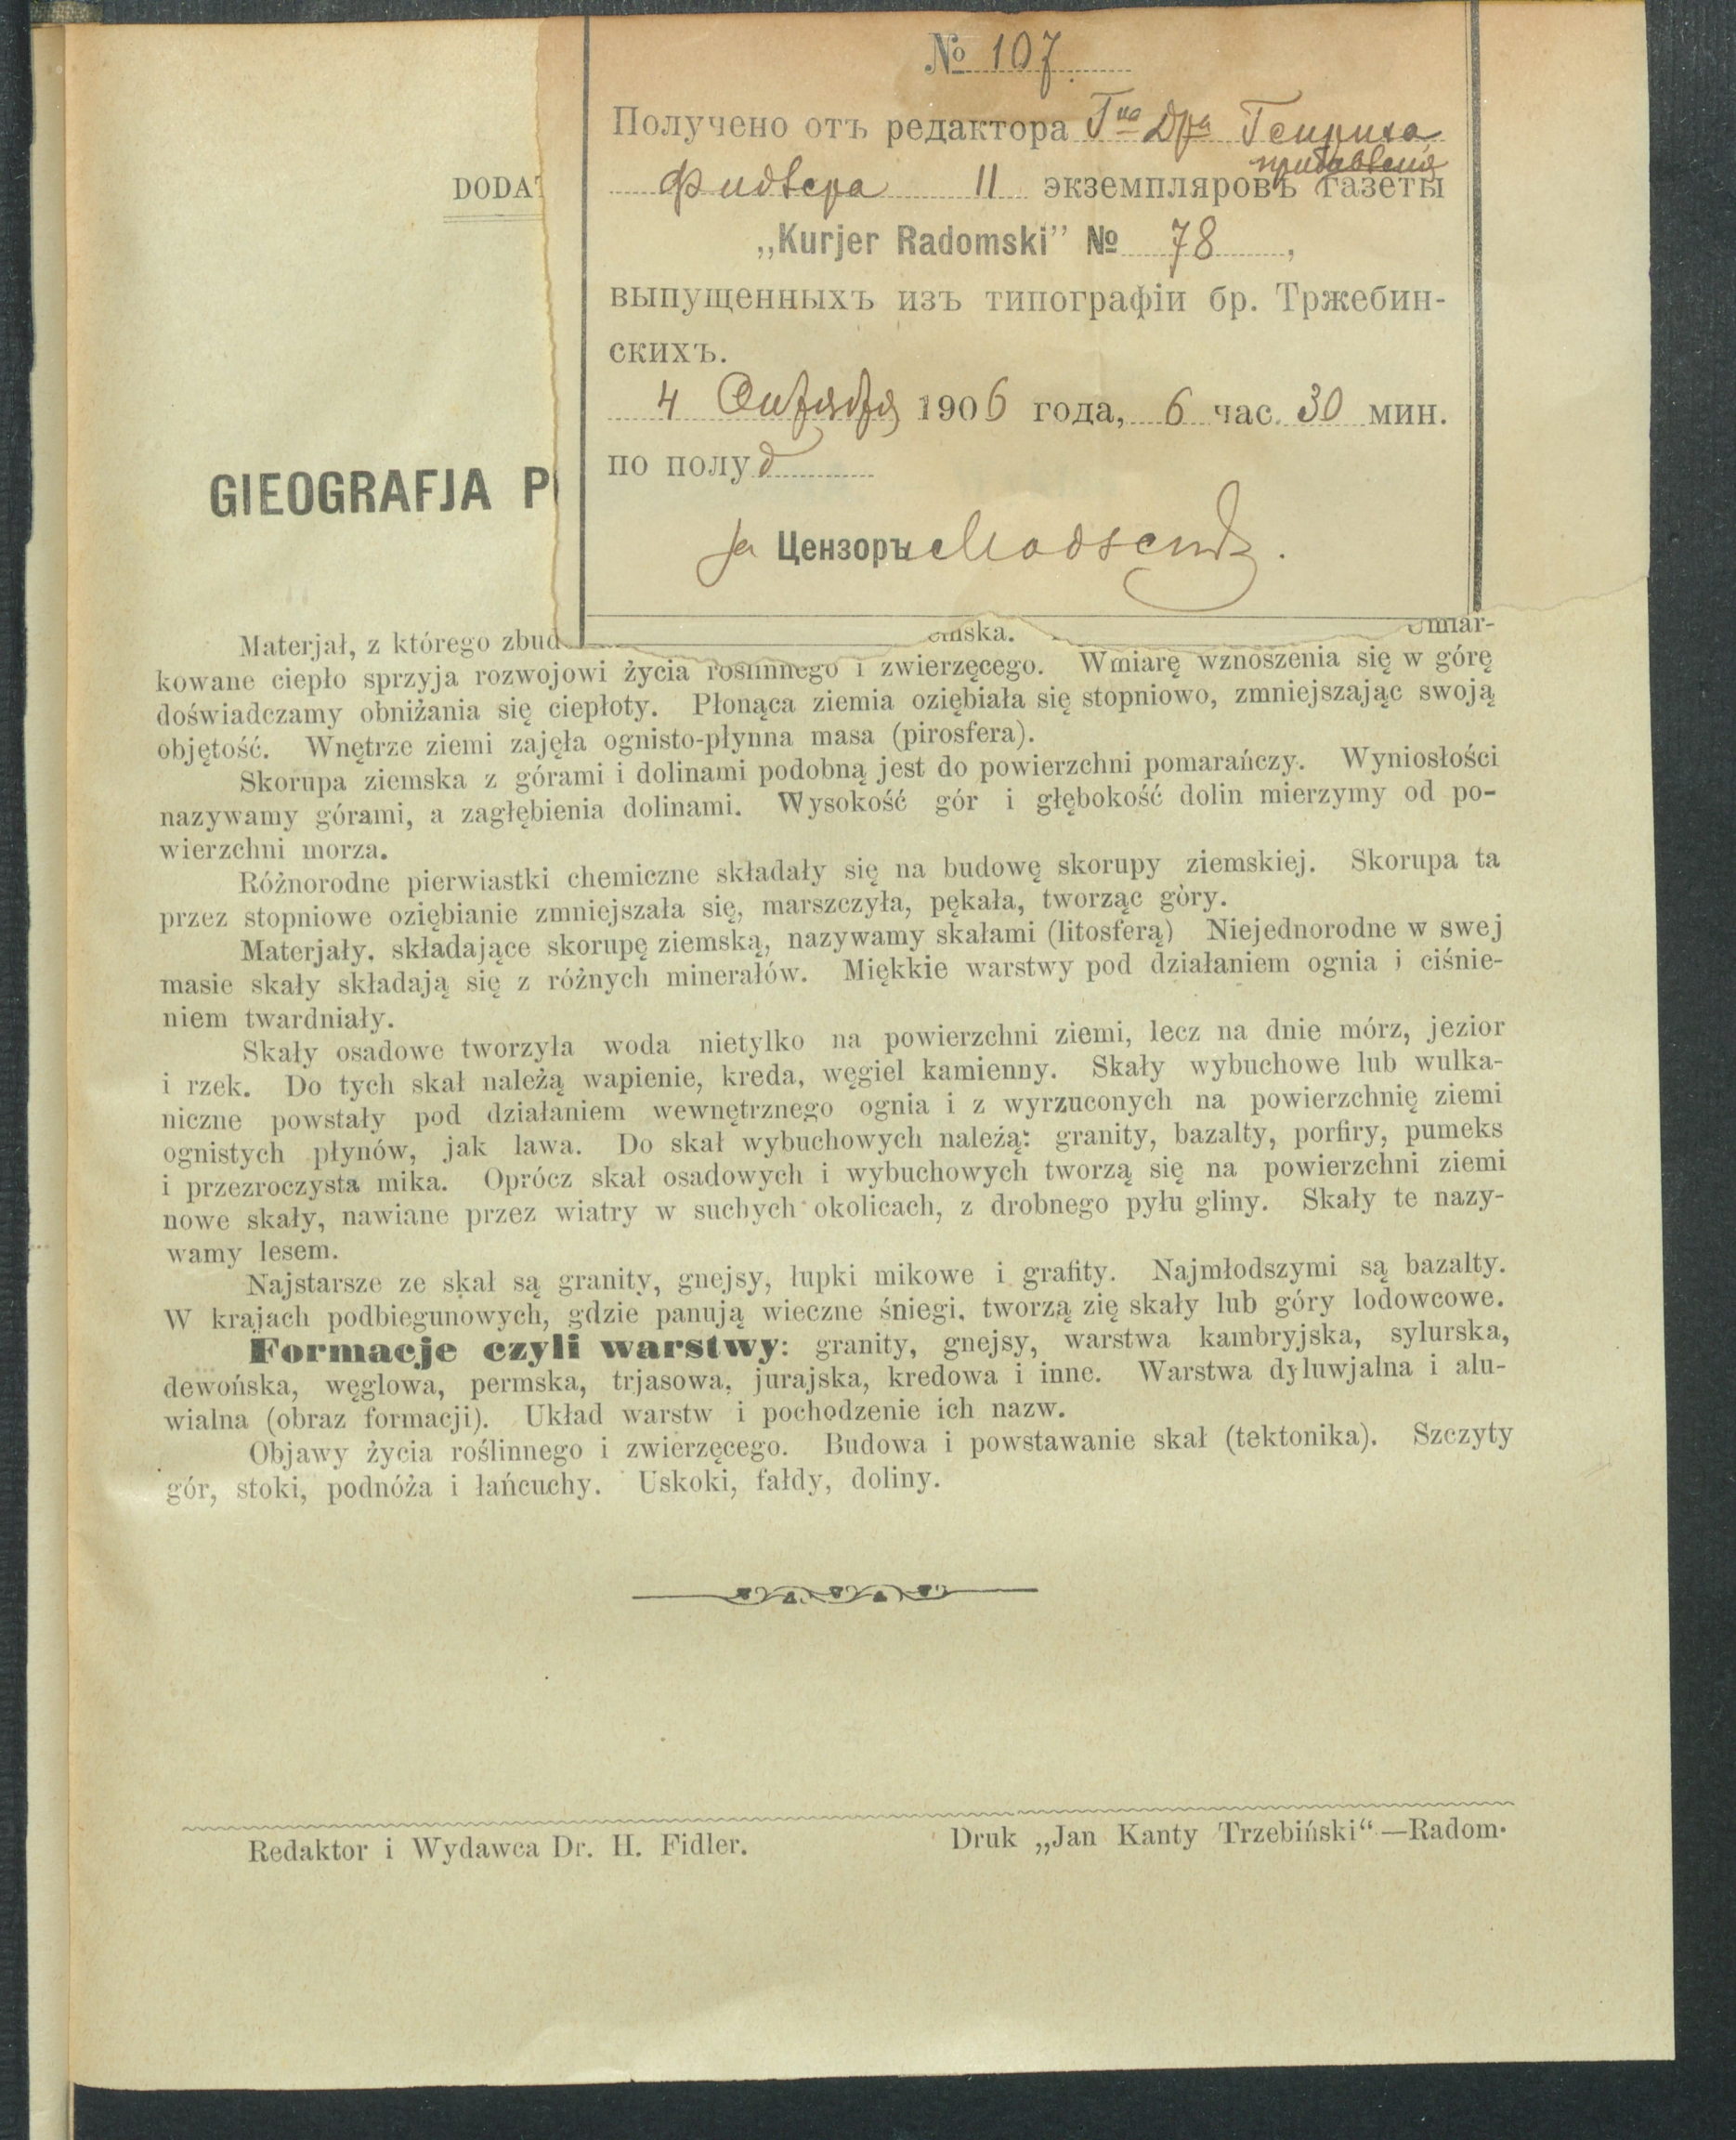 № 107
Получено отъ редактора Гна Дра Генриха
прибавленія
Фидлера 11 экземпляровъ газеты
„Kurjer Radomski” № 78,
выпущенныхъ изъ типографіи бр. Тржебин-
скихъ.
4 Октября 1906 года, 6 час. 30 мин.
по полуд
За Цензоръ
DODAT
GIEOGRAFJA P
Materjał, z którego zbud emska. Umiar-
kowane ciepło sprzyja rozwojowi życia roślinnego i zwierzęcego. Wmiarę wznoszenia się w górę
doświadczamy obniżania się ciepłoty. Płonąca ziemia oziębiała się stopniowo, zmniejszając swoją
objętość. Wnętrze ziemi zajęła ognisto-płynna masa (pirosfera).
Skorupa ziemska z górami i dolinami podobną jest do powierzchni pomarańczy. Wyniosłości
nazywamy górami, a zagłębienia dolinami. Wysokość gór i głębokość dolin mierzymy od po-
wierzchni morza.
Różnorodne pierwiastki chemiczne składały się na budowę skorupy ziemskiej. Skorupa ta
przez stopniowe oziębianie zmniejszała się, marszczyła, pękała, tworząc góry.
Materjały, składające skorupę ziemską, nazywamy skałami (litosferą) Niejednorodne w swej
masie skały składają się z różnych minerałów. Miękkie warstwy pod działaniem ognia i ciśnie-
niem twardniały.
Skały osadowe tworzyła woda nietylko na powierzchni ziemi, lecz na dnie mórz, jezior
i rzek. Do tych skał należą wapienie, kreda, węgiel kamienny. Skały wybuchowe lub wulka-
niczne powstały pod działaniem wewnętrznego ognia i z wyrzuconych na powierzchnię ziemi
ognistych płynów, jak lawa. Do skał wybuchowych należą: granity, bazalty, porfiry, pumeks
i przezroczysta mika. Oprócz skał osadowych i wybuchowych tworzą się na powierzchni ziemi
nowe skały, nawiane przez wiatry w suchych okolicach, z drobnego pyłu gliny. Skały te nazy-
wamy lesem.
Najstarsze ze skał są granity, gnejsy, łupki mikowe i grafity. Najmłodszymi są bazalty.
W krajach podbiegunowych, gdzie panują wieczne śniegi, tworzą zię skały lub góry lodowcowe.
Formacje czyli warstwy: granity, gnejsy, warstwa kambryjska, sylurska,
dewońska, węglowa, permska, trjasowa, jurajska, kredowa i inne. Warstwa dyluwjalna i alu-
wialna (obraz formacji). Układ warstw i pochodzenie ich nazw.
Objawy życia roślinnego i zwierzęcego. Budowa i powstawanie skał (tektonika). Szczyty
gór, stoki, podnóża i łańcuchy. Uskoki, fałdy, doliny.
Redaktor i Wydawca Dr. H. Fidler.
Druk „Jan Kanty Trzebiński“—Radom.